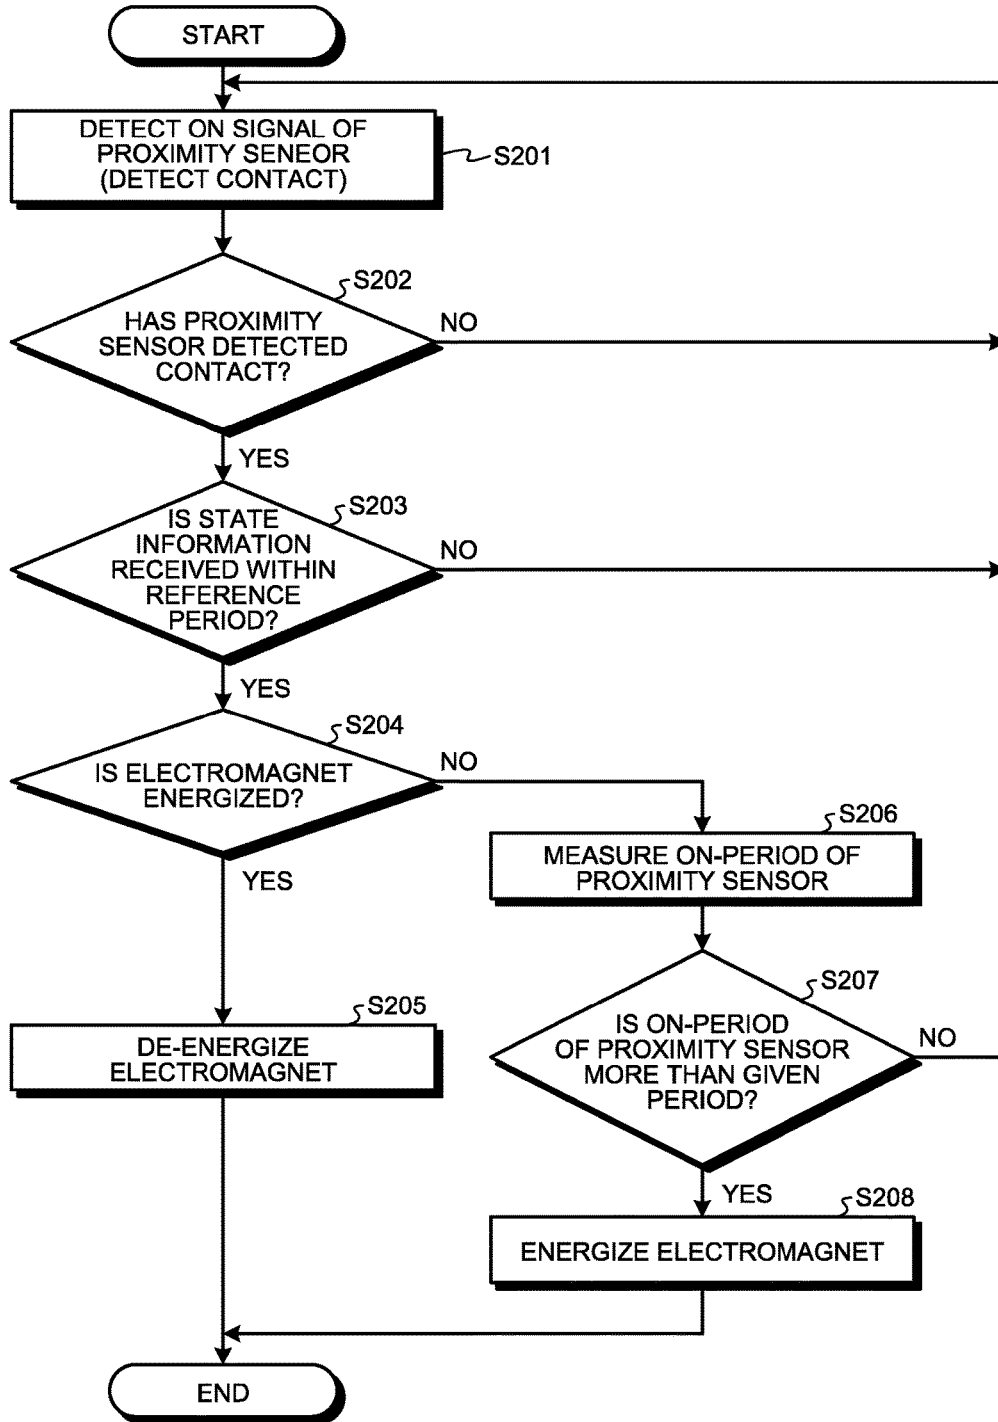 START
DETECT ON SIGNAL OF
PROXIMITY SENEOR
(DETECT CONTACT)
S201
S202
HAS PROXIMITY
SENSOR DETECTED
CONTACT?
NO
YES
S203
IS STATE
INFORMATION
RECEIVED WITHIN
REFERENCE
PERIOD?
NO
YES
S204
IS ELECTROMAGNET
ENERGIZED?
NO
YES
S206
MEASURE ON-PERIOD OF
PROXIMITY SENSOR
S207
IS ON-PERIOD
OF PROXIMITY SENSOR
MORE THAN GIVEN
PERIOD?
NO
YES
S205
DE-ENERGIZE
ELECTROMAGNET
S208
ENERGIZE ELECTROMAGNET
END